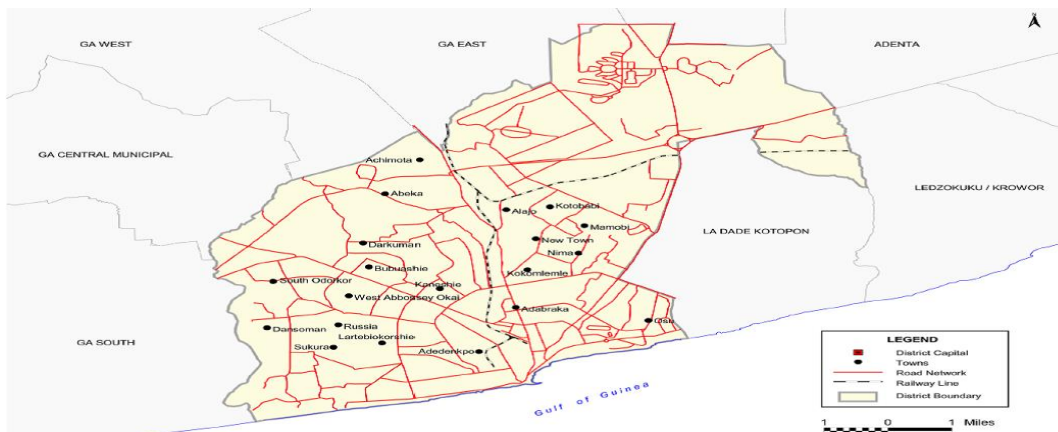 N
GA WEST
GA EAST
ADENTA
GA CENTRAL MUNICIPAL
Achimota
Abeka
LEDZOKUKU / KROWOR
Alajo
Kotobabi
Mamobi
LA DADE KOTOPON
New Town
Darkuman
Nima
Bubuashie
Kokomlemle
South Odorkor
Kaneshie
West Abbousey Okai
Adabraka
Osu
Dansoman
Russia
Lartebiokorshie
Sukura
Adedenkpo
GA SOUTH
Gulf of Guinea
LEGEND
District Capital
Towns
Road Network
Railway Line
District Boundary
1 0 1 Miles